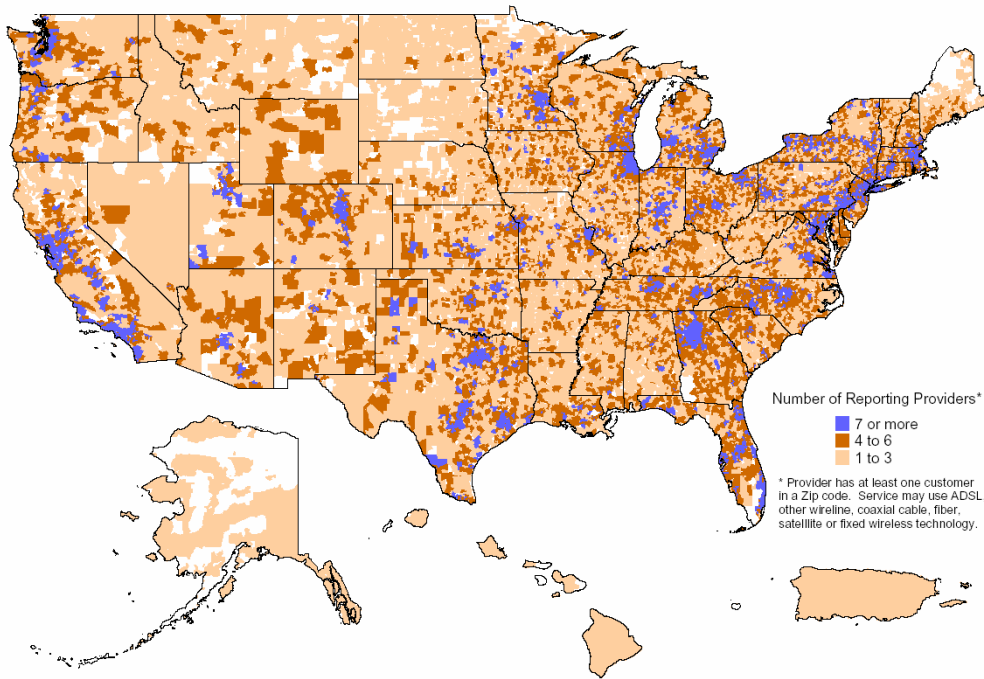 Number of Reporting Providers*
7 or more
4 to 6
1 to 3
* Provider has at least one customer
in a Zip code. Service may use ADSL,
other wireline, coaxial cable, fiber,
satelllite or fixed wireless technology.